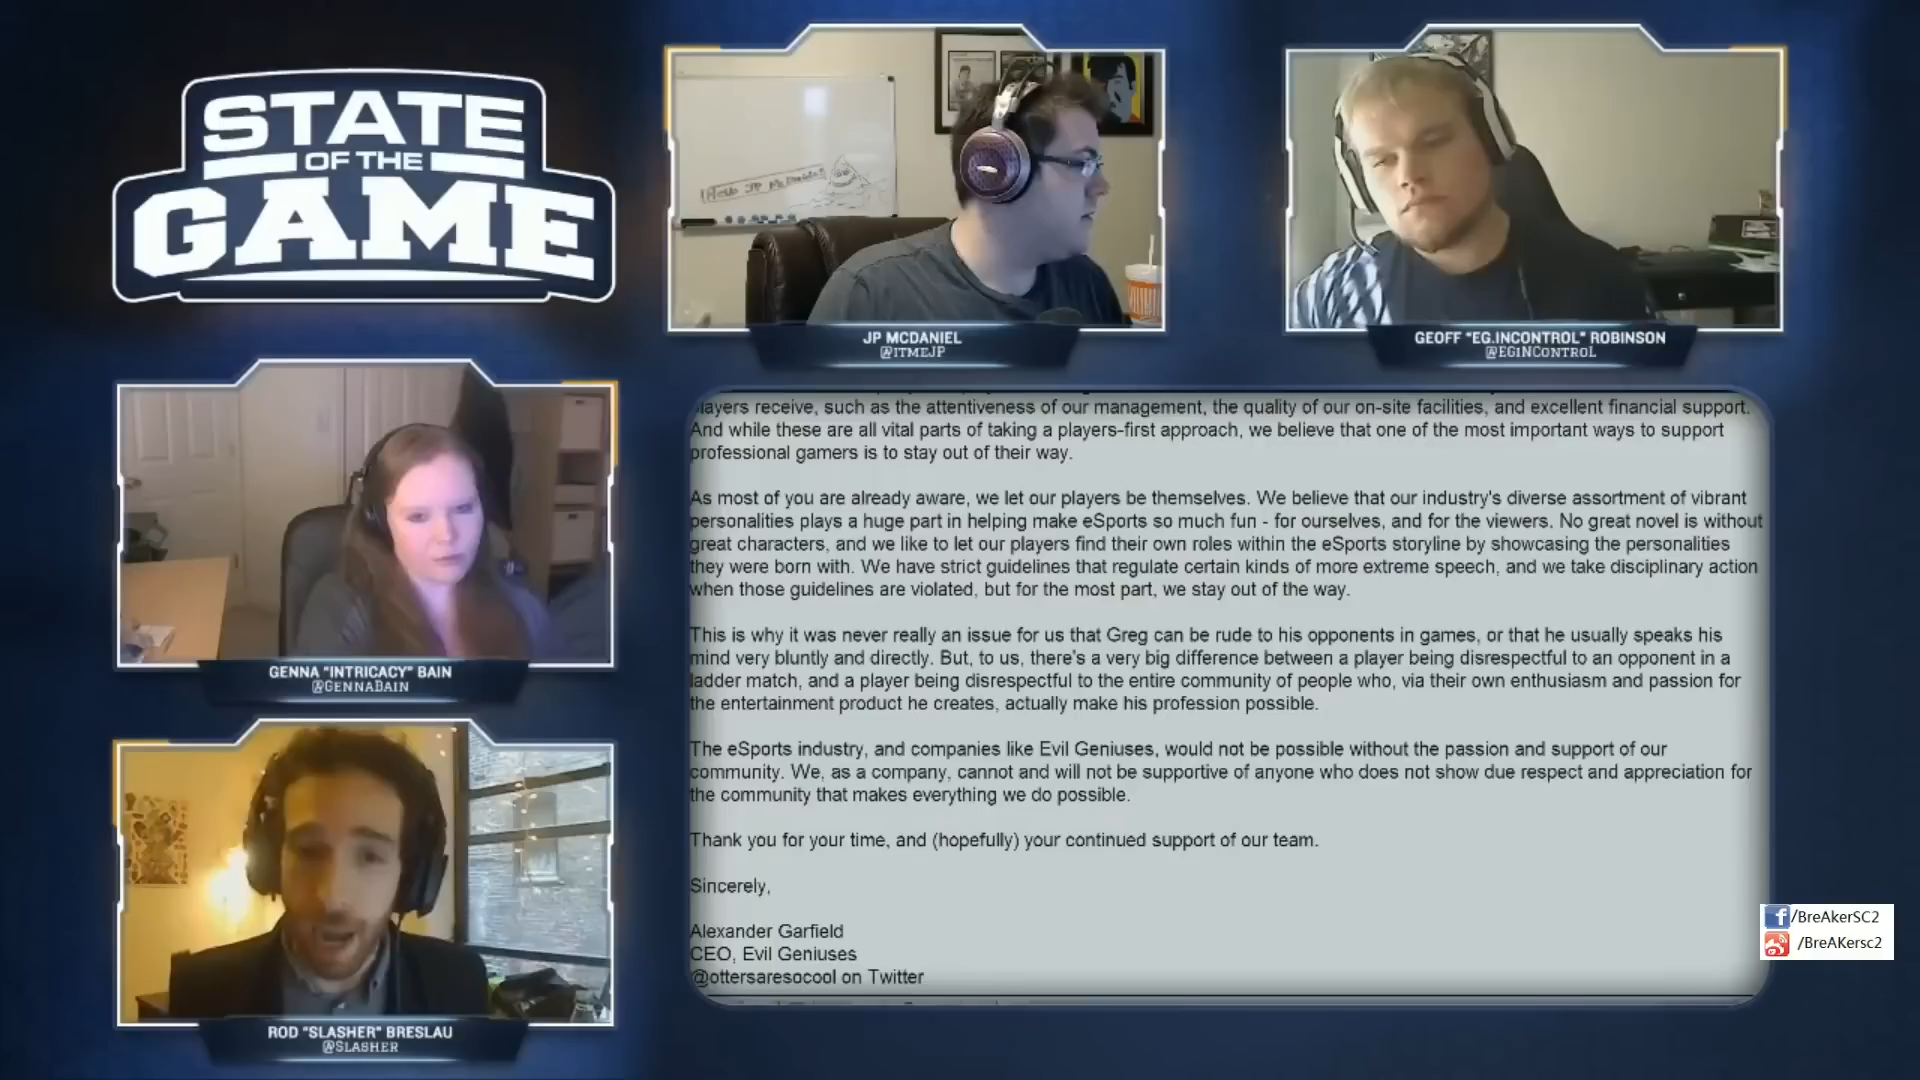 STATE
OF THE
GAME
Hello JP McDaniel
JP MCDANIEL
@ITMEJP
GEOFF "EG.INCONTROL" ROBINSON
@EGINCONTROL
GENNA "INTRICACY" BAIN
@GENNABAIN
ROD "SLASHER" BRESLAU
@SLASHER
players receive, such as the attentiveness of our management, the quality of our on-site facilities, and excellent financial support.
And while these are all vital parts of taking a players-first approach, we believe that one of the most important ways to support
professional gamers is to stay out of their way.
As most of you are already aware, we let our players be themselves. We believe that our industry's diverse assortment of vibrant
personalities plays a huge part in helping make eSports so much fun - for ourselves, and for the viewers. No great novel is without
great characters, and we like to let our players find their own roles within the eSports storyline by showcasing the personalities
they were born with. We have strict guidelines that regulate certain kinds of more extreme speech, and we take disciplinary action
when those guidelines are violated, but for the most part, we stay out of the way.
This is why it was never really an issue for us that Greg can be rude to his opponents in games, or that he usually speaks his
mind very bluntly and directly. But, to us, there's a very big difference between a player being disrespectful to an opponent in a
ladder match, and a player being disrespectful to the entire community of people who, via their own enthusiasm and passion for
the entertainment product he creates, actually make his profession possible.
The eSports industry, and companies like Evil Geniuses, would not be possible without the passion and support of our
community. We, as a company, cannot and will not be supportive of anyone who does not show due respect and appreciation for
the community that makes everything we do possible.
Thank you for your time, and (hopefully) your continued support of our team.
Sincerely,
Alexander Garfield
CEO, Evil Geniuses
@ottersaresocool on Twitter
f /BreAkerSC2
/BreAKersc2